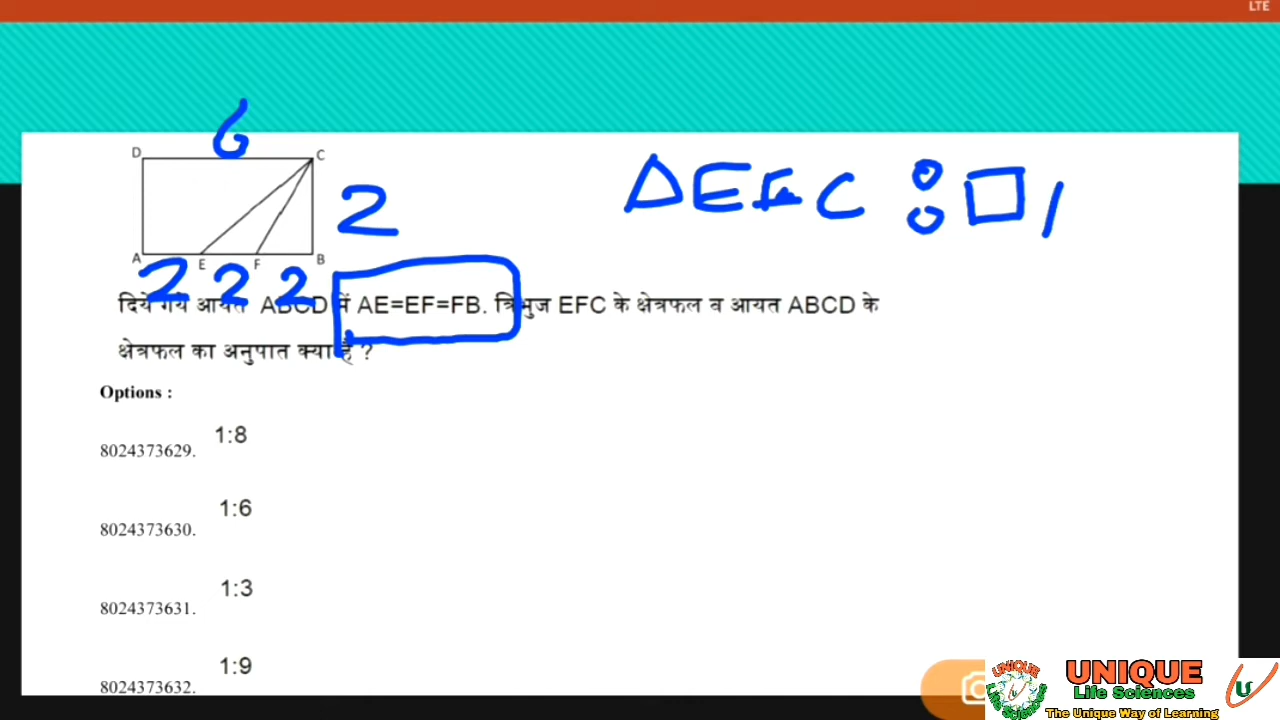 LTE
6
D C
2
A E F B
2 2 2
ΔEFC : □
दिये गये आयत ABCD में AE=EF=FB. त्रिभुज EFC के क्षेत्रफल व आयत ABCD के
क्षेत्रफल का अनुपात क्या है ?
Options :
1:8
8024373629.
1:6
8024373630.
1:3
8024373631.
1:9
8024373632.
UNIQUE
Life Sciences
The Unique Way of Learning